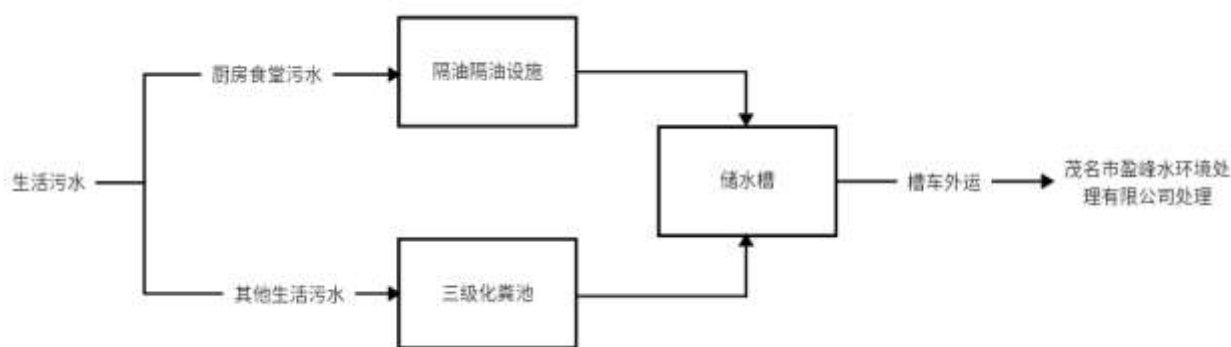 厨房食堂污水
隔油隔油设施
生活污水
储水槽
槽车外运
茂名市盈峰水环境处
理有限公司处理
其他生活污水
三级化粪池